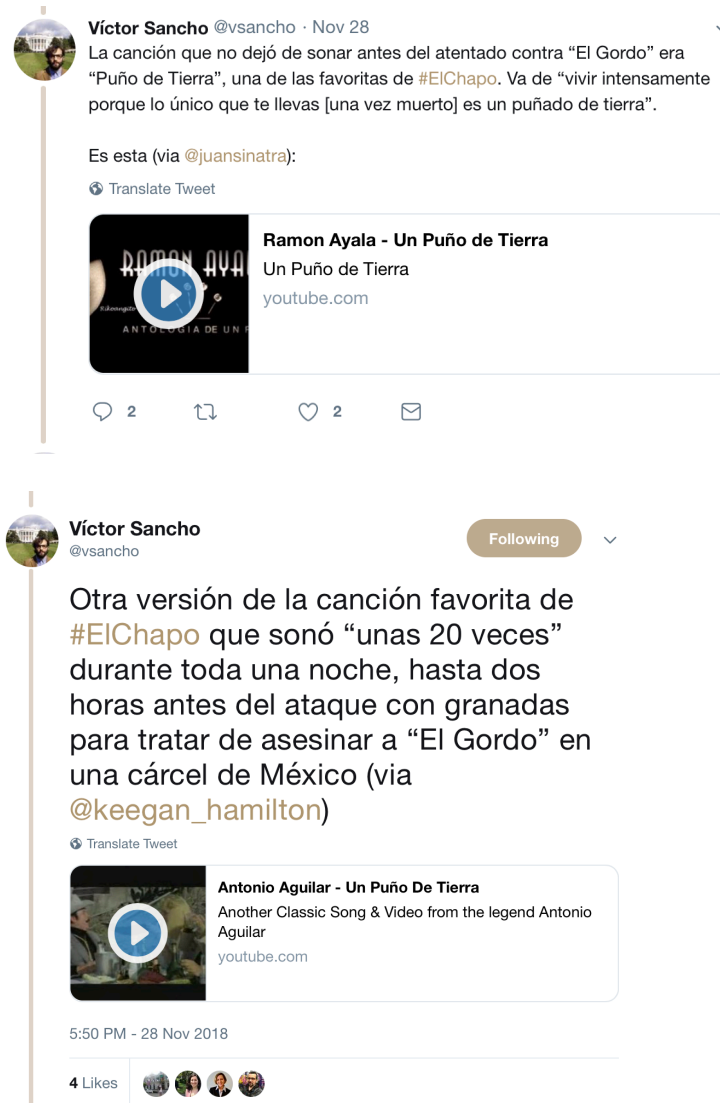 Víctor Sancho @vsancho · Nov 28
La canción que no dejó de sonar antes del atentado contra “El Gordo” era
“Puño de Tierra”, una de las favoritas de #ElChapo. Va de “vivir intensamente
porque lo único que te llevas [una vez muerto] es un puñado de tierra”.
Es esta (via @juansinatra):
Translate Tweet
RAMON AYA
ANTOLOGIA DE UN
Ramon Ayala - Un Puño de Tierra
Un Puño de Tierra
youtube.com
2
2
Víctor Sancho
@vsancho
Following
Otra versión de la canción favorita de
#ElChapo que sonó “unas 20 veces”
durante toda una noche, hasta dos
horas antes del ataque con granadas
para tratar de asesinar a “El Gordo” en
una cárcel de México (via
@keegan_hamilton)
Translate Tweet
Antonio Aguilar - Un Puño De Tierra
Another Classic Song & Video from the legend Antonio
Aguilar
youtube.com
5:50 PM - 28 Nov 2018
4 Likes